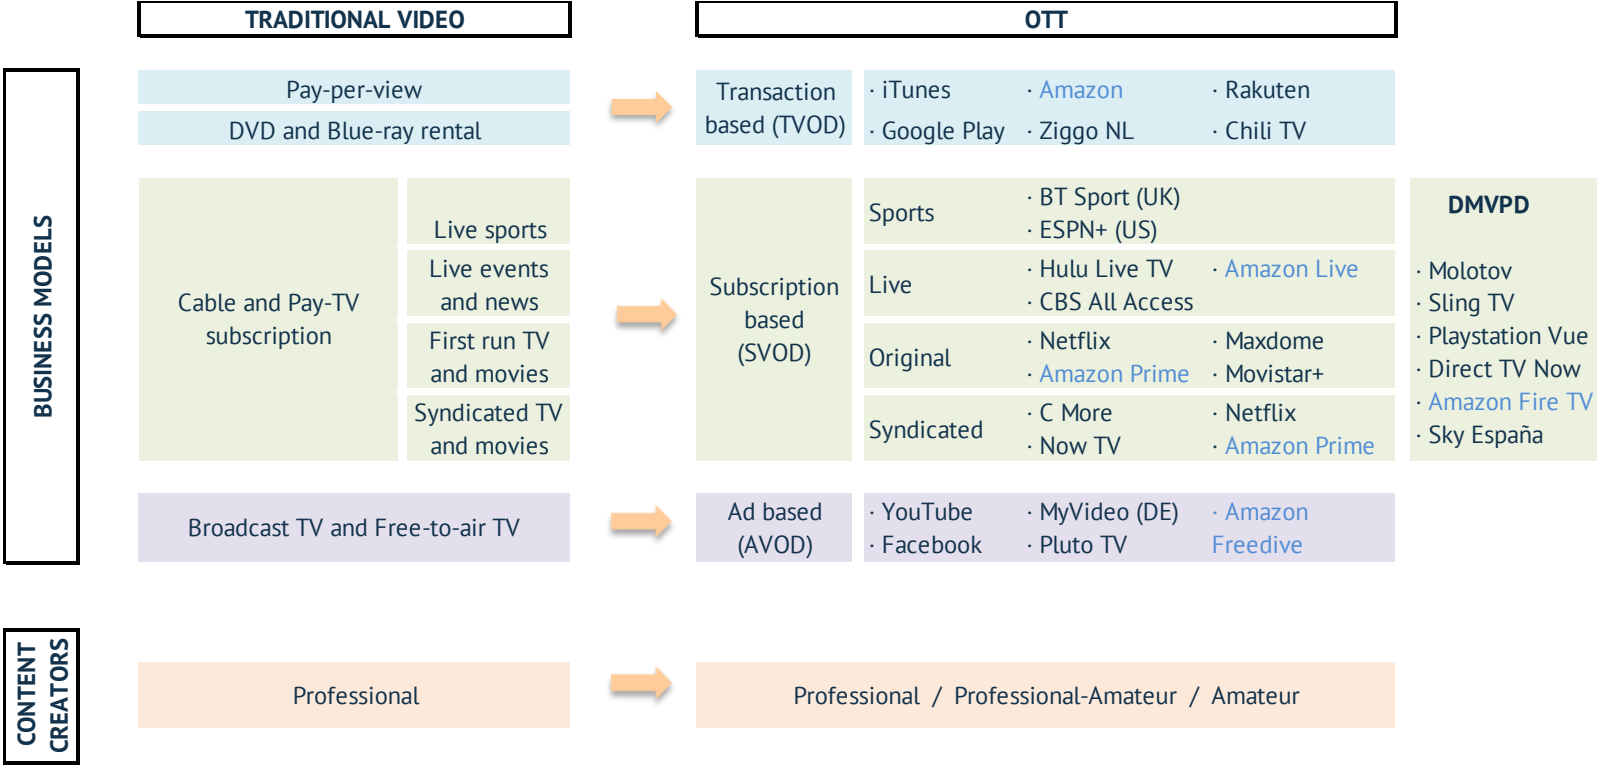 TRADITIONAL VIDEO
OTT
BUSINESS MODELS
Pay-per-view
DVD and Blue-ray rental
Transaction
based (TVOD)
· iTunes · Amazon · Rakuten
· Google Play · Ziggo NL · Chili TV
Cable and Pay-TV
subscription
Live sports
Live events
and news
First run TV
and movies
Syndicated TV
and movies
Subscription
based
(SVOD)
Sports
· BT Sport (UK)
· ESPN+ (US)
Live
· Hulu Live TV · Amazon Live
· CBS All Access
Original
· Netflix · Maxdome
· Amazon Prime · Movistar+
Syndicated
· C More · Netflix
· Now TV · Amazon Prime
DMVPD
· Molotov
· Sling TV
· Playstation Vue
· Direct TV Now
· Amazon Fire TV
· Sky España
Broadcast TV and Free-to-air TV
Ad based
(AVOD)
· YouTube · MyVideo (DE) · Amazon
· Facebook · Pluto TV Freedive
CONTENT
CREATORS
Professional
Professional / Professional-Amateur / Amateur